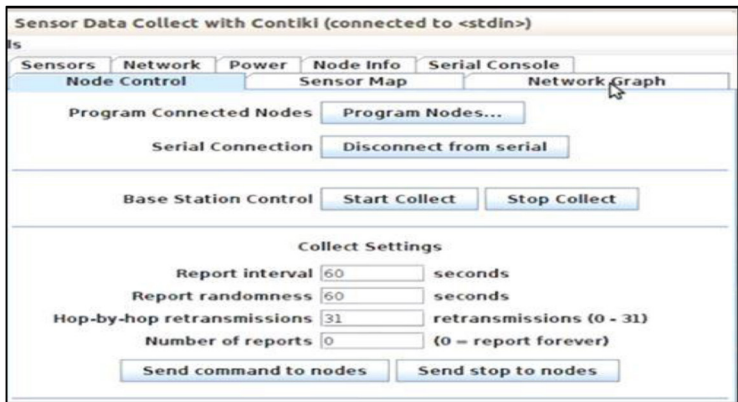 Sensor Data Collect with Contiki (connected to <stdin>)
ls
Sensors Network Power Node Info Serial Console
Node Control Sensor Map Network Graph
Program Connected Nodes Program Nodes...
Serial Connection Disconnect from serial
Base Station Control Start Collect Stop Collect
Collect Settings
Report interval 60 seconds
Report randomness 60 seconds
Hop-by-hop retransmissions 31 retransmissions (0 - 31)
Number of reports 0 (0 = report forever)
Send command to nodes Send stop to nodes